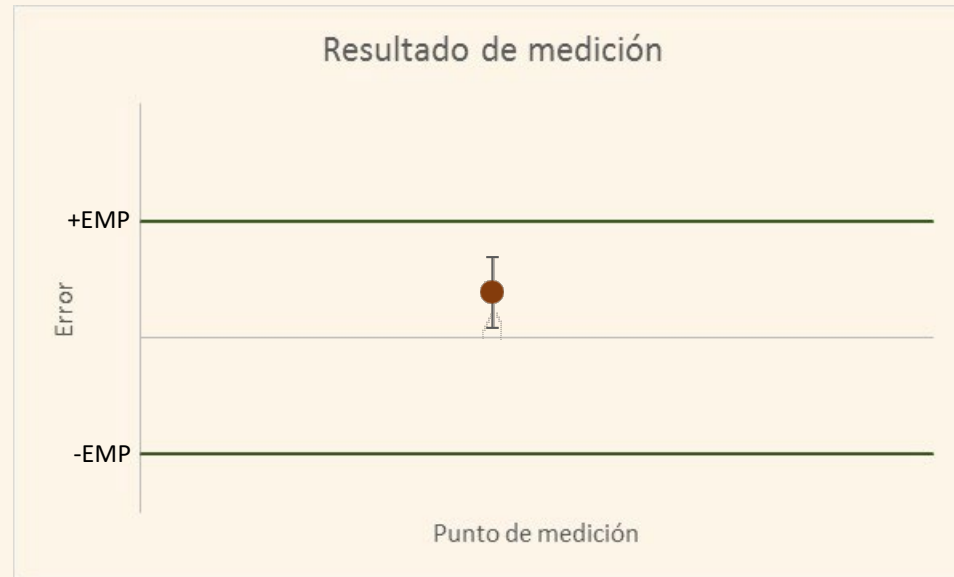 Resultado de medición
+EMP
Error
-EMP
Punto de medición